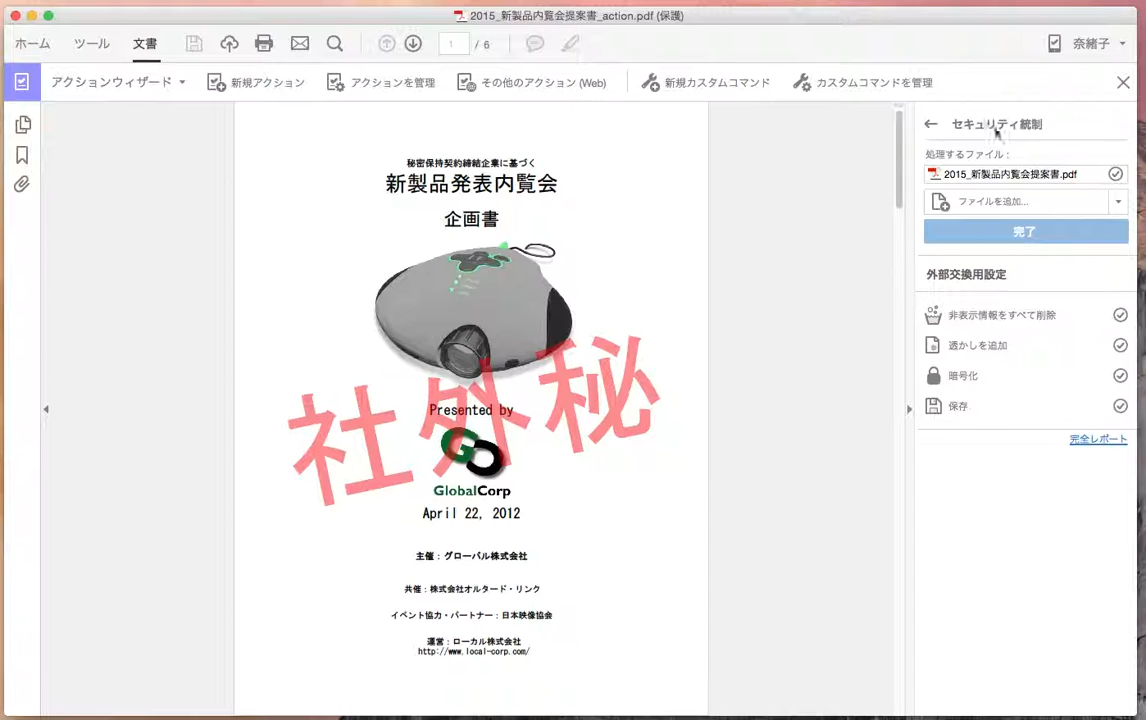 2015_新製品内覧会提案書_action.pdf (保護)
ホーム ツール 文書 1 / 6 奈緒子
アクションウィザード 新規アクション アクションを管理 その他のアクション (Web) 新規カスタムコマンド カスタムコマンドを管理
セキュリティ統制
処理するファイル :
2015_新製品内覧会提案書.pdf
ファイルを追加...
完了
外部交換用設定
非表示情報をすべて削除
透かしを追加
暗号化
保存
完全レポート
秘密保持契約締結企業に基づく
新製品発表内覧会
企画書
社外秘
Presented by
GC
GlobalCorp
April 22, 2012
主催：グローバル株式会社
共催：株式会社オルタード・リンク
イベント協力・パートナー：日本映像協会
運営：ローカル株式会社
http://www.local-corp.com/